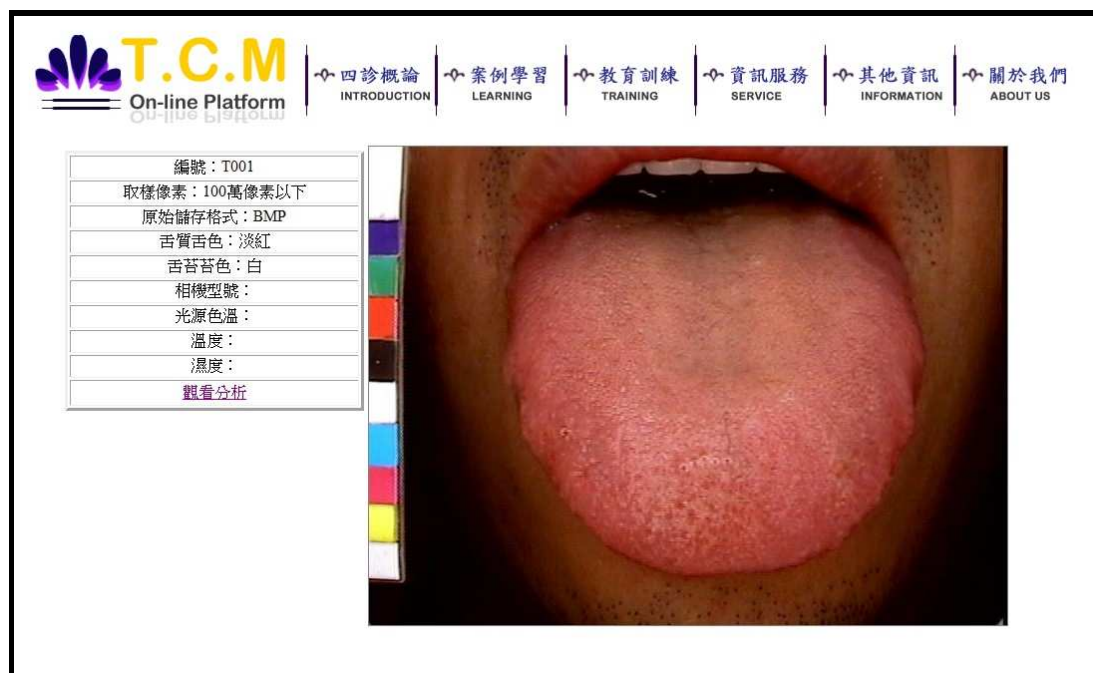 T.C.M
On-line Platform
四診概論
INTRODUCTION
案例學習
LEARNING
教育訓練
TRAINING
資訊服務
SERVICE
其他資訊
INFORMATION
關於我們
ABOUT US
編號：T001
取樣像素：100萬像素以下
原始儲存格式：BMP
舌質舌色：淡紅
舌苔苔色：白
相機型號：
光源色溫：
溫度：
濕度：
觀看分析